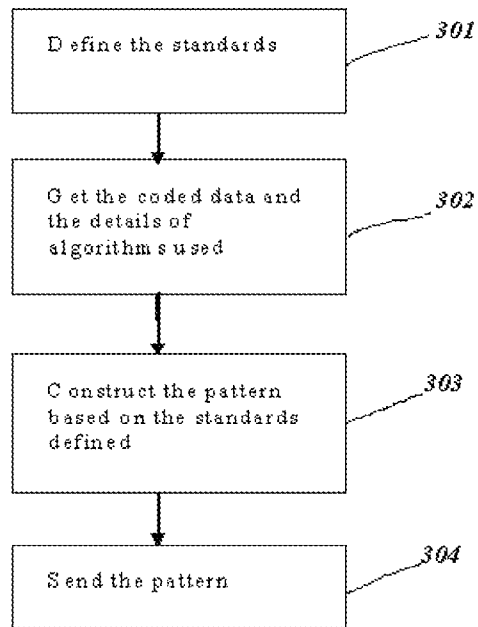 Define the standards
301
Get the coded data and
the details of
algorithms used
302
Construct the pattern
based on the standards
defined
303
Send the pattern
304